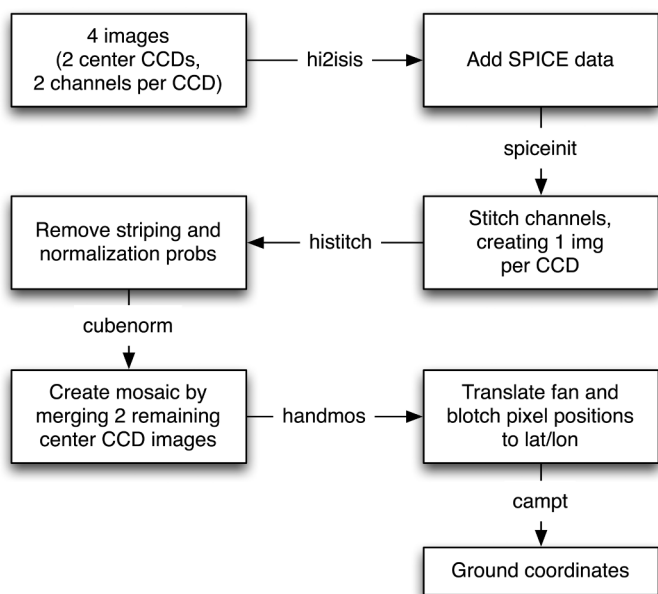 4 images
(2 center CCDs,
2 channels per CCD)
hi2isis
Add SPICE data
spiceinit
Stitch channels,
creating 1 img
per CCD
histitch
Remove striping and
normalization probs
cubenorm
Create mosaic by
merging 2 remaining
center CCD images
handmos
Translate fan and
blotch pixel positions
to lat/lon
campt
Ground coordinates